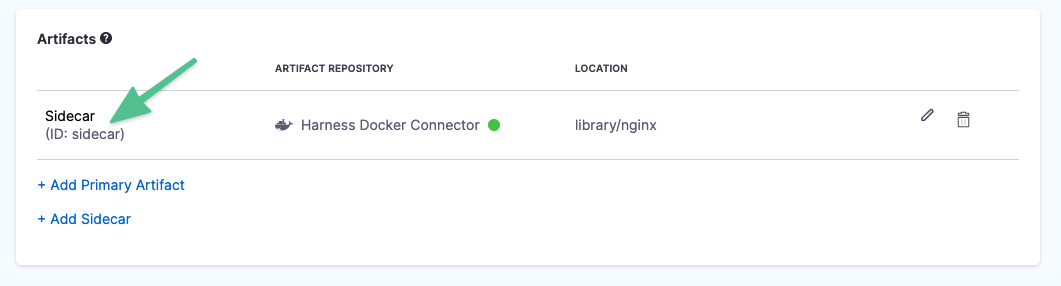 Artifacts
ARTIFACT REPOSITORY LOCATION
Sidecar
(ID: sidecar)
Harness Docker Connector library/nginx
+ Add Primary Artifact
+ Add Sidecar